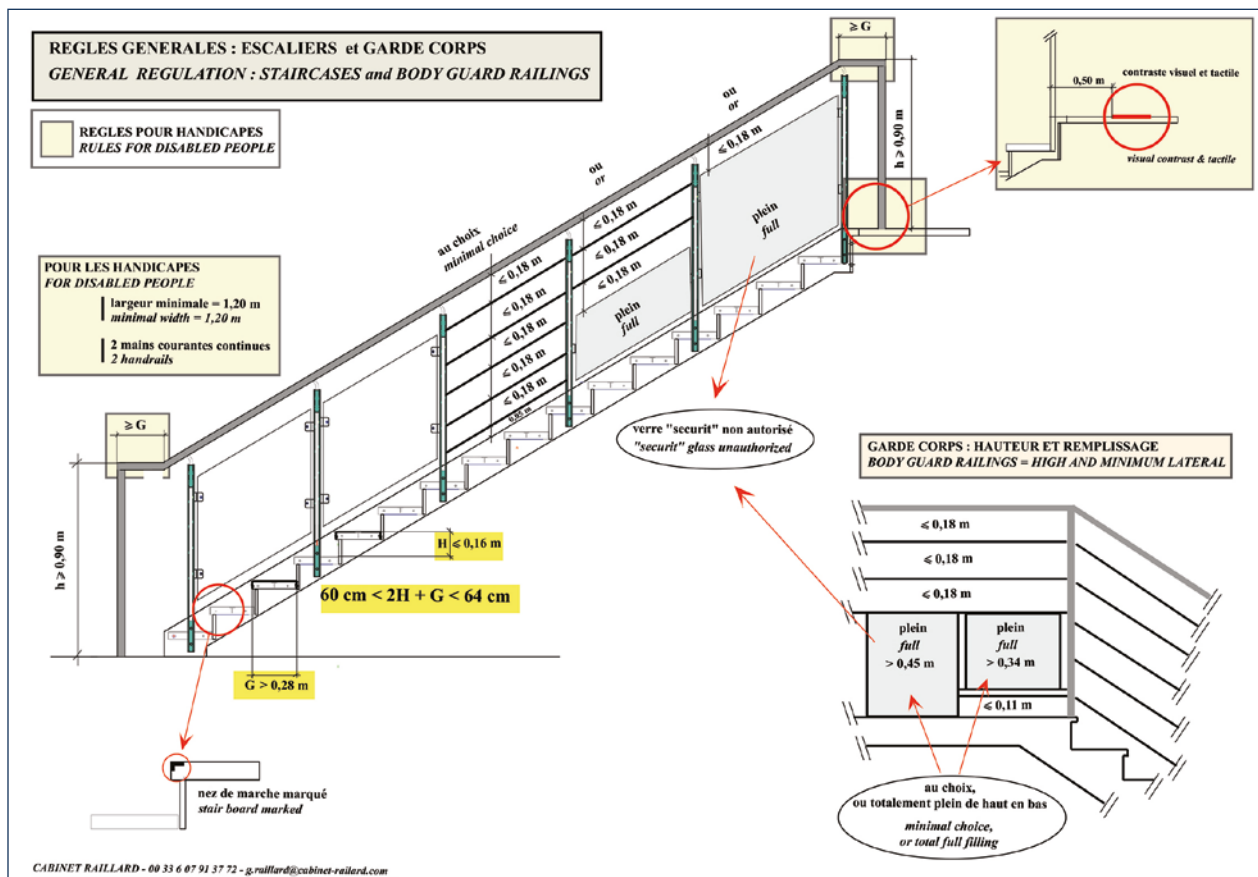 REGLES GENERALES : ESCALIERS et GARDE CORPS
GENERAL REGULATION : STAIRCASES and BODY GUARD RAILINGS
REGLES POUR HANDICAPES
RULES FOR DISABLED PEOPLE
POUR LES HANDICAPES
FOR DISABLED PEOPLE
largeur minimale = 1,20 m
minimal width = 1,20 m
2 mains courantes continues
2 handrails
≥ G
h ≥ 0,90 m
au choix
minimal choice
⩽ 0,18 m
⩽ 0,18 m
⩽ 0,18 m
⩽ 0,18 m
⩽ 0,18 m
⩽ 0,18 m
0,05 m
ou
or
⩽ 0,18 m
⩽ 0,18 m
⩽ 0,18 m
plein
full
ou
or
⩽ 0,18 m
plein
full
≥ G
h ≥ 0,90 m
0,50 m
contraste visuel et tactile
visual contrast & tactile
H ⩽ 0,16 m
60 cm < 2H + G < 64 cm
G > 0,28 m
nez de marche marqué
stair board marked
verre "securit" non autorisé
"securit" glass unauthorized
GARDE CORPS : HAUTEUR ET REMPLISSAGE
BODY GUARD RAILINGS = HIGH AND MINIMUM LATERAL
⩽ 0,18 m
⩽ 0,18 m
⩽ 0,18 m
plein
full
> 0,45 m
plein
full
> 0,34 m
⩽ 0,11 m
au choix,
ou totalement plein de haut en bas
minimal choice,
or total full filling
CABINET RAILLARD - 00 33 6 07 91 37 72 - g.raillard@cabinet-railard.com